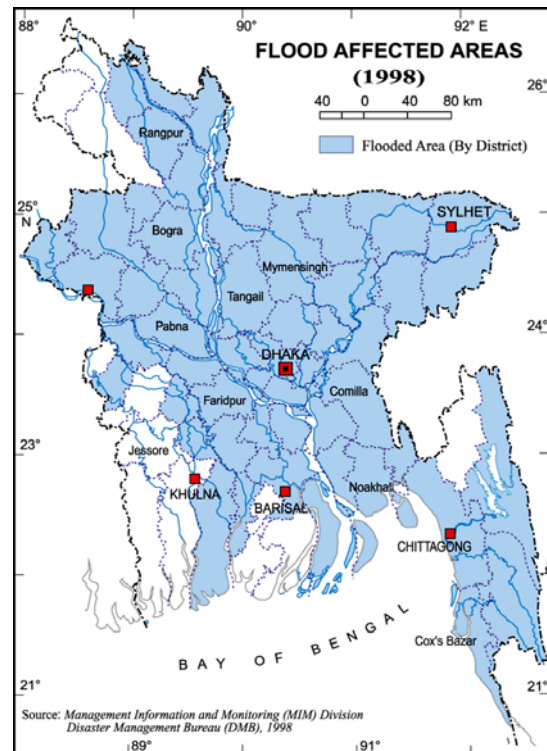 88° 90° 92° E
FLOOD AFFECTED AREAS
(1998)
40 0 40 80 km
26°
Flooded Area (By District)
Rangpur
25°
N
SYLHET
Bogra
Mymensingh
Tangail
24°
Pabna
DHAKA
Faridpur
Comilla
23
Jessore
KHULNA
BARISAL
Noakhali
CHITTAGONG
Cox's Bazar
BAY OF BENGAL
21°
21°
Source: Management Information and Monitoring (MIM) Division
Disaster Management Bureau (DMB), 1998
89° 91°